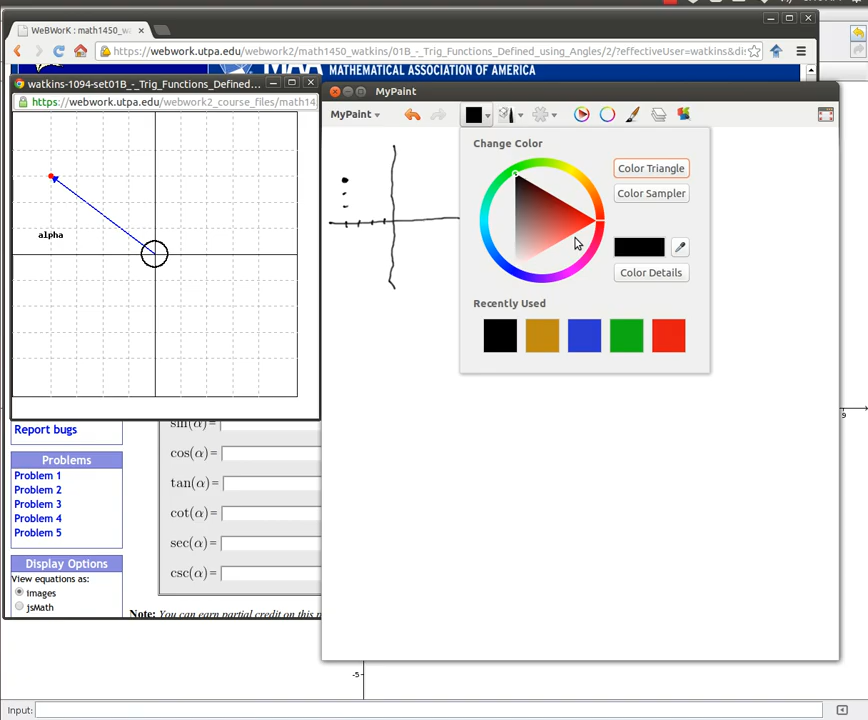 WeBWorK : math1450_w
https://webwork.utpa.edu/webwork2/math1450_watkins/01B_-_Trig_Functions_Defined_using_Angles/2/?effectiveUser=watkins&di
MAA MATHEMATICAL ASSOCIATION OF AMERICA
watkins-1094-set01B_-_Trig_Functions_Defined...
https://webwork.utpa.edu/webwork2_course_files/math14
alpha
MyPaint
MyPaint
Change Color
Color Triangle
Color Sampler
Color Details
Recently Used
Report bugs
Problems
Problem 1
Problem 2
Problem 3
Problem 4
Problem 5
Display Options
View equations as:
images
jsMath
sin(α) =
cos(α) =
tan(α) =
cot(α) =
sec(α) =
csc(α) =
Note: You can earn partial credit on this p
9
-5
Input: